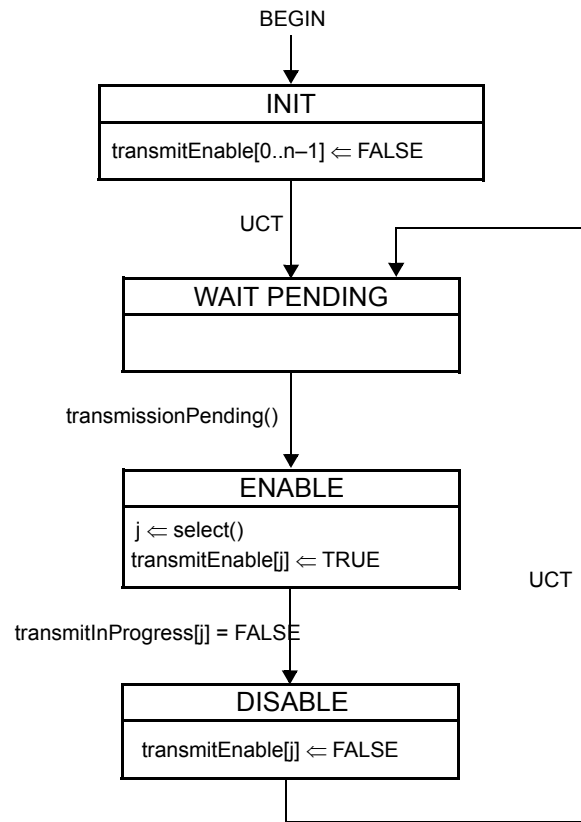 BEGIN
INIT
transmitEnable[0..n–1] ⇐ FALSE
UCT
WAIT PENDING
transmissionPending()
ENABLE
j ⇐ select()
transmitEnable[j] ⇐ TRUE
UCT
transmitInProgress[j] = FALSE
DISABLE
transmitEnable[j] ⇐ FALSE